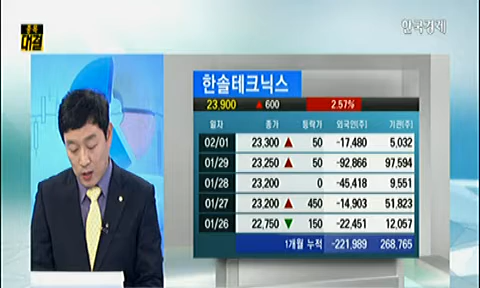 종목
대결
한국경제
한솔테크닉스
23,900 ▲ 600 2.57%
일자 종가 등락가 외국인(주) 기관(주)
02/01 23,300 ▲ 50 -17,480 5,032
01/29 23,250 ▲ 50 -92,866 97,594
01/28 23,200 0 -45,418 9,551
01/27 23,200 ▲ 450 -14,903 51,823
01/26 22,750 ▼ 150 -22,451 12,057
1개월 누적 -221,989 268,765